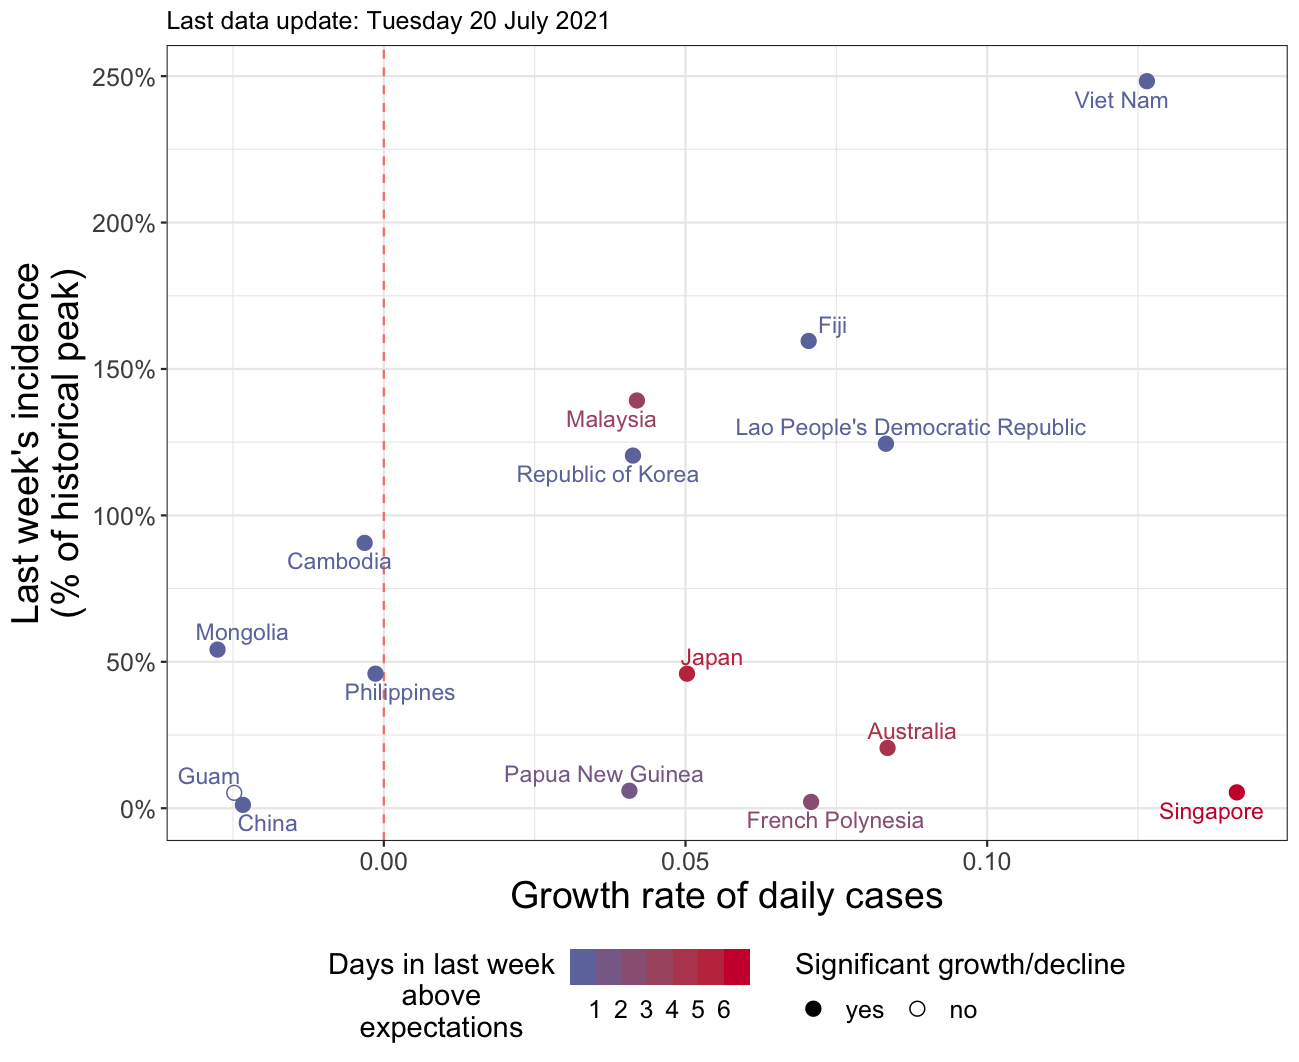 Last data update: Tuesday 20 July 2021
250%
Viet Nam
200%
Fiji
150%
Malaysia
Lao People's Democratic Republic
Republic of Korea
100%
Cambodia
Mongolia
50%
Japan
Philippines
Australia
Guam
Papua New Guinea
0%
China
French Polynesia
Singapore
Last week's incidence
(% of historical peak)
0.00 0.05 0.10
Growth rate of daily cases
Days in last week
above
expectations
1 2 3 4 5 6
Significant growth/decline
yes no